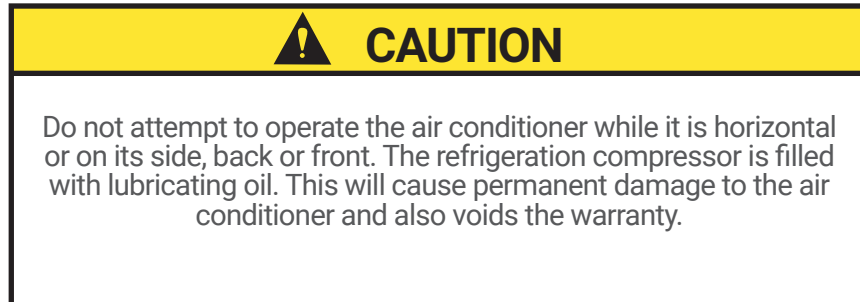 CAUTION
Do not attempt to operate the air conditioner while it is horizontal
or on its side, back or front. The refrigeration compressor is filled
with lubricating oil. This will cause permanent damage to the air
conditioner and also voids the warranty.